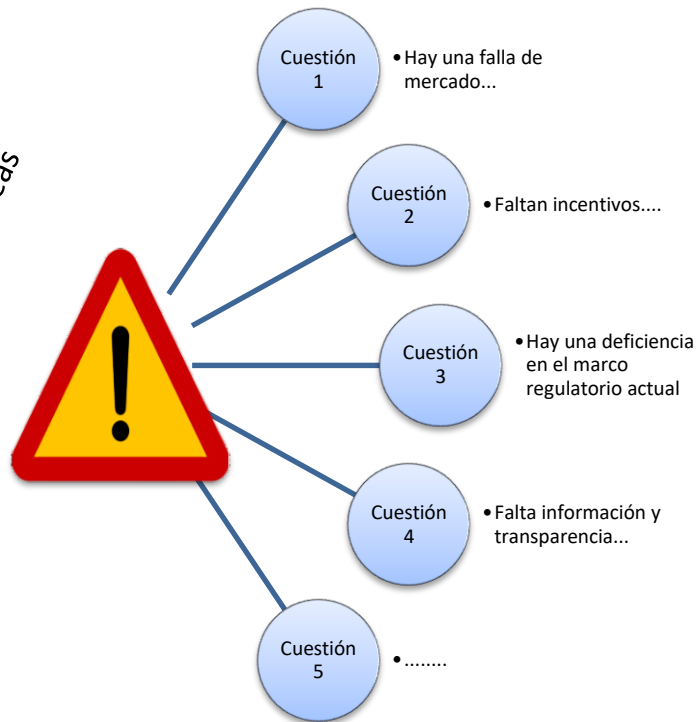 Cuestión
1
•Hay una falla de
mercado...
Cuestión
2
•Faltan incentivos....
Cuestión
3
•Hay una deficiencia
en el marco
regulatorio actual
Cuestión
4
•Falta información y
transparencia...
Cuestión
5
•........